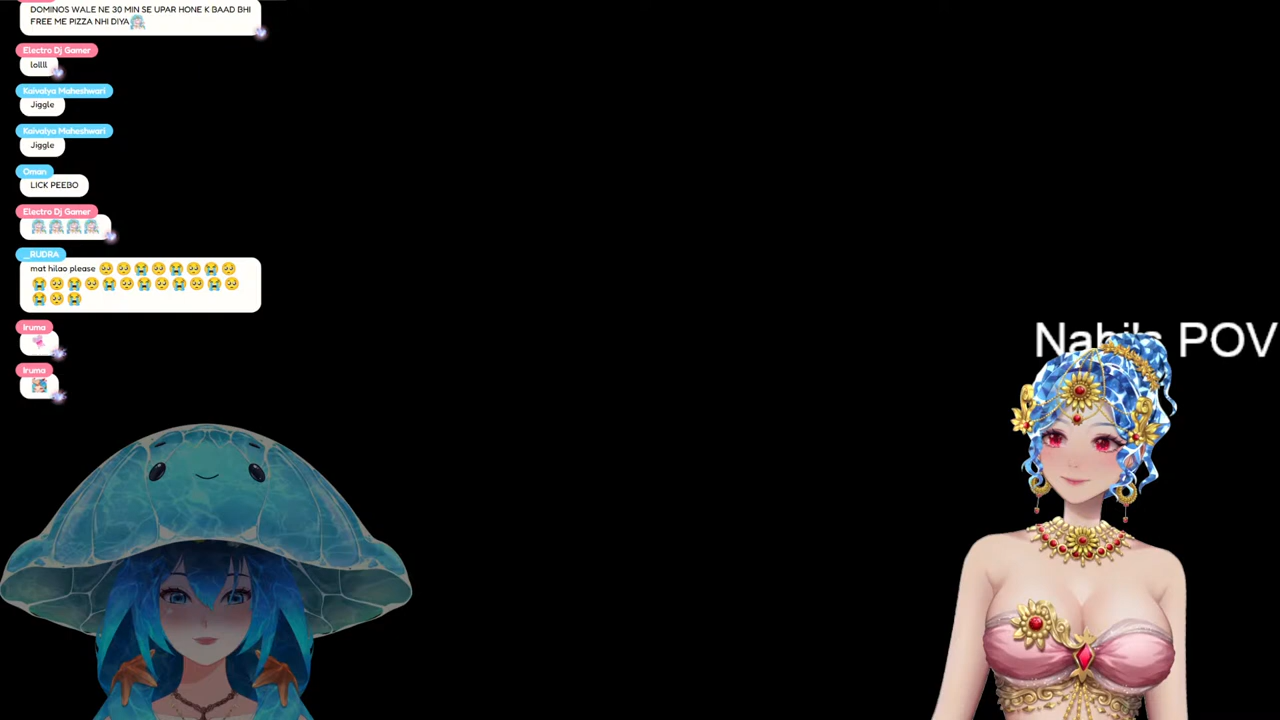 DOMINOS WALE NE 30 MIN SE UPAR HONE K BAAD BHI
FREE ME PIZZA NHI DIYA
Electro Dj Gamer
lollll
Kaivalya Maheshwari
Jiggle
Kaivalya Maheshwari
Jiggle
Oman
LICK PEEBO
Electro Dj Gamer
_RUDRA
mat hilao please 🥺🥺😭🥺😭🥺😭🥺
😭🥺😭🥺😭🥺😭🥺😭🥺😭🥺
😭🥺😭
Iruma
Iruma
POV